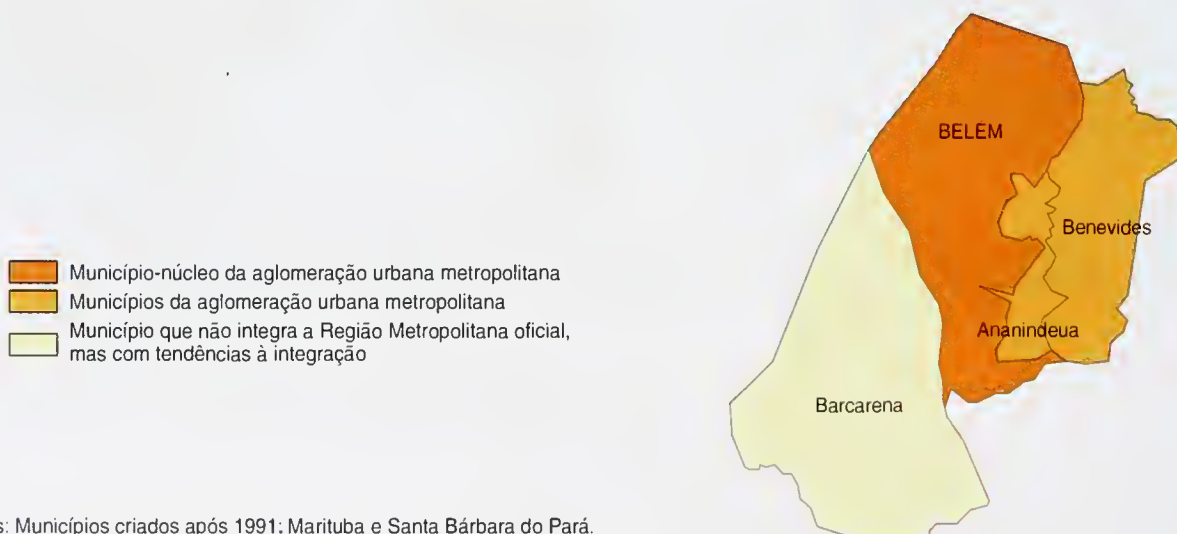 BELÉM
Benevides
Município-núcleo da aglomeração urbana metropolitana
Municípios da aglomeração urbana metropolitana
Município que não integra a Região Metropolitana oficial,
mas com tendências à integração
Ananindeua
Barcarena
s: Municípios criados após 1991: Marituba e Santa Bárbara do Pará.